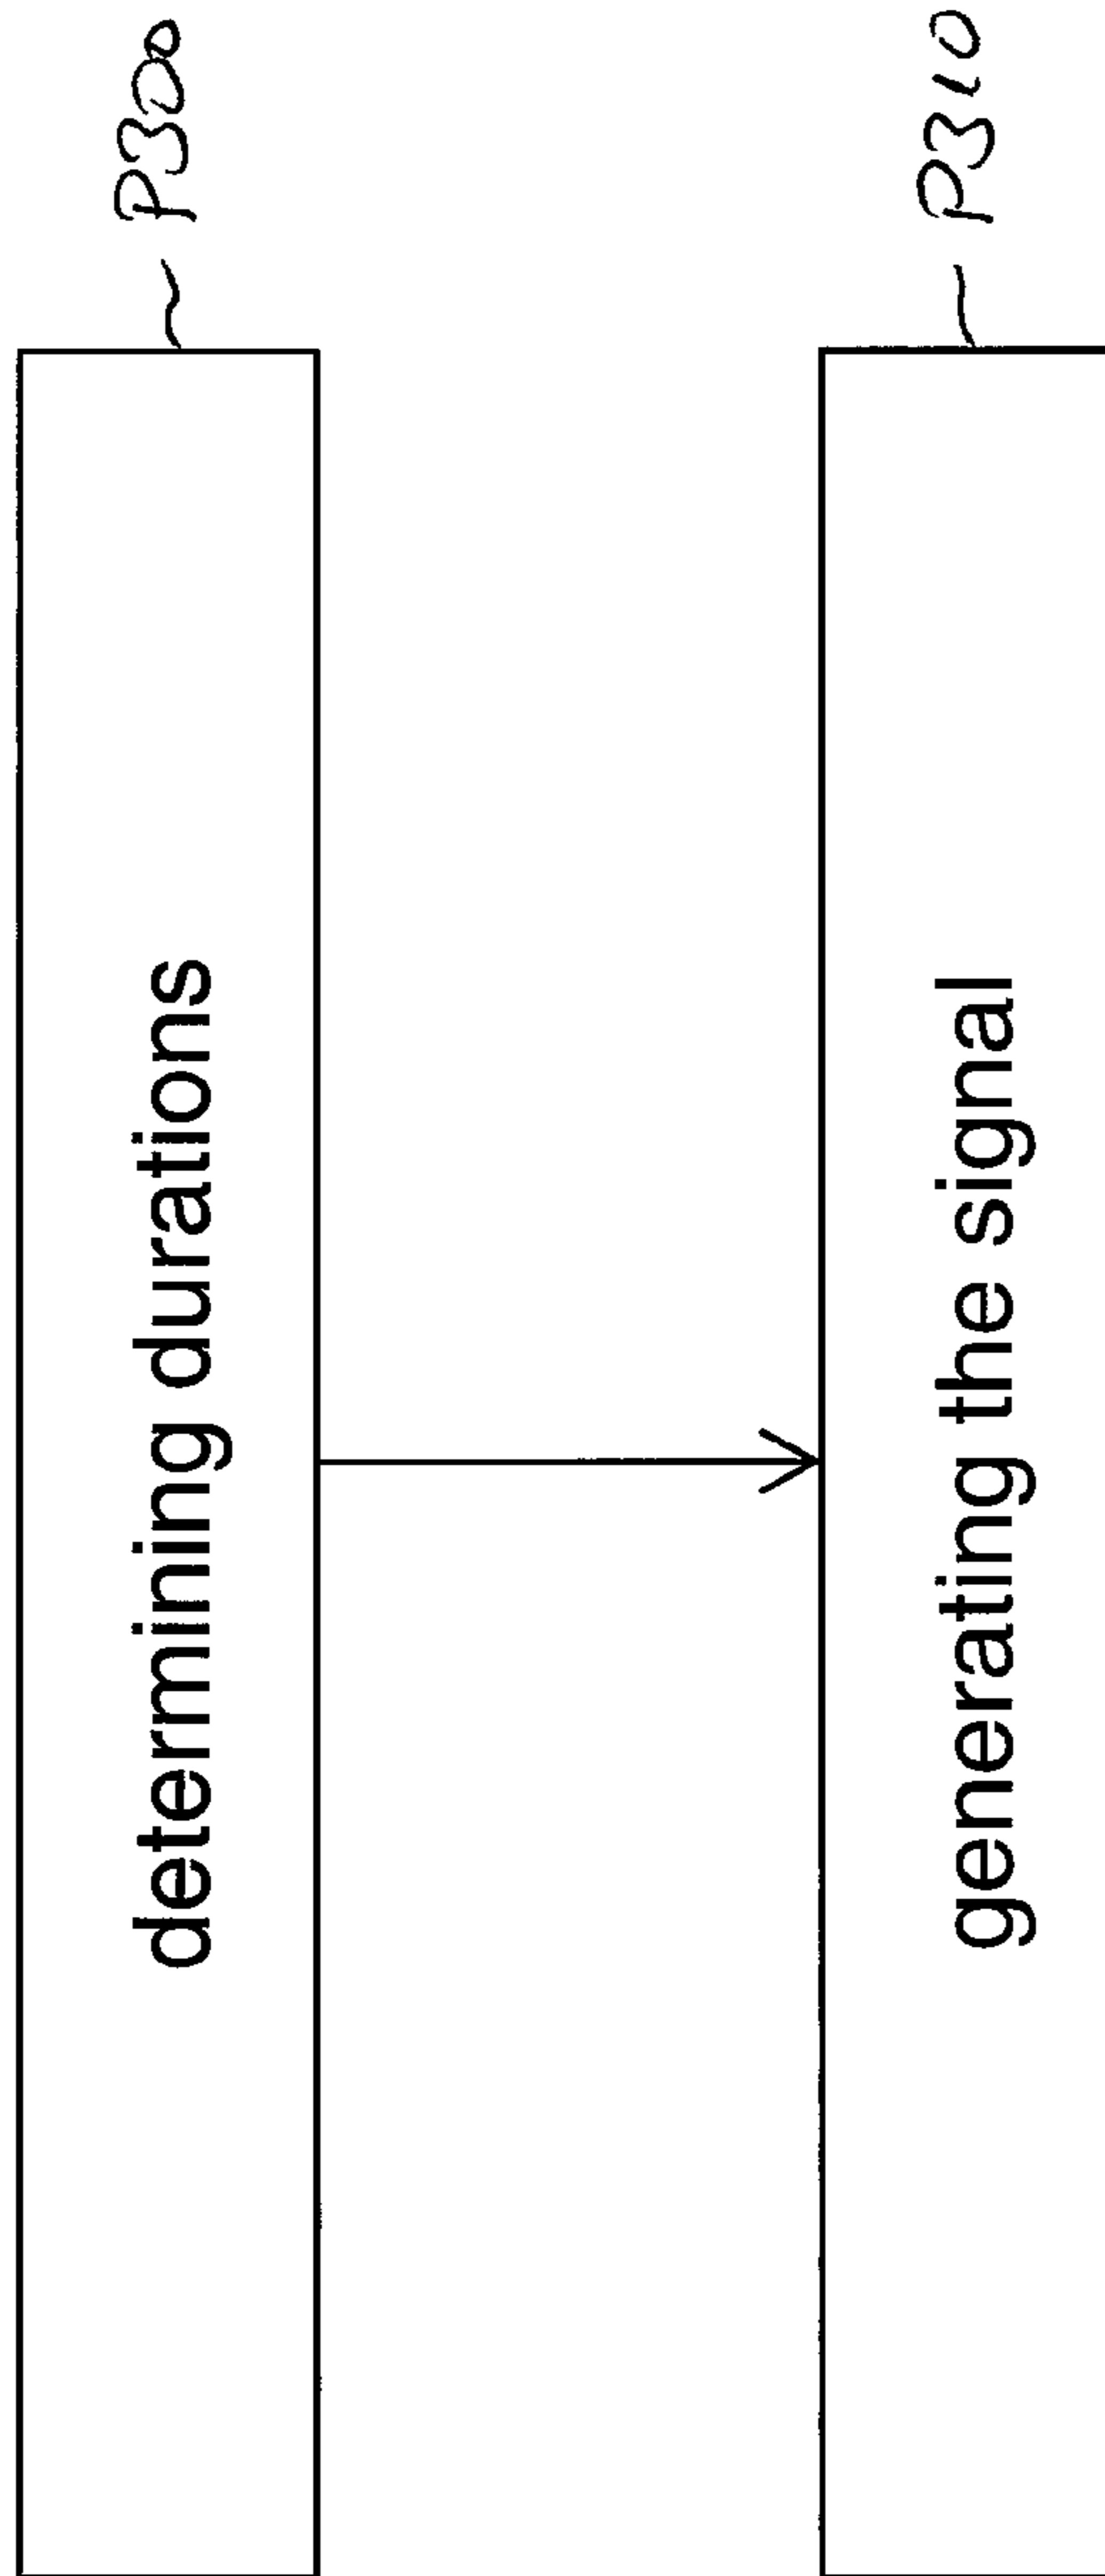 determining durations
P300
generating the signal
P310